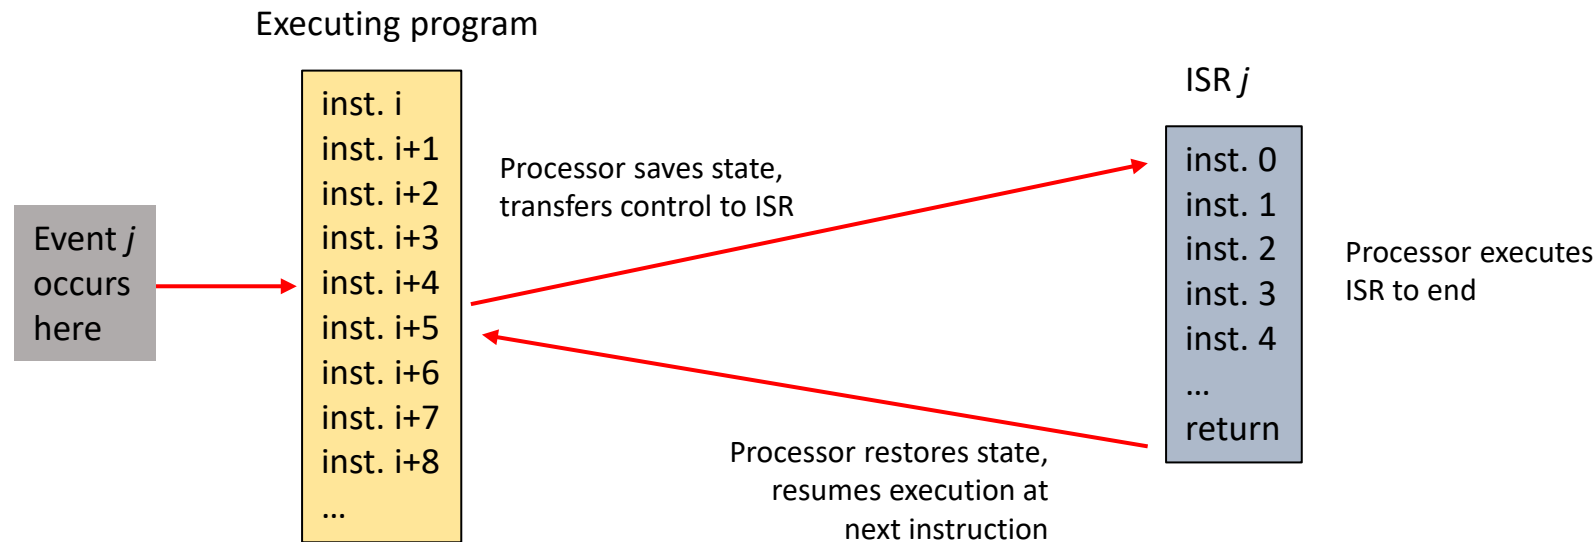 Executing program
Event j
occurs
here
inst. i
inst. i+1
inst. i+2
inst. i+3
inst. i+4
inst. i+5
inst. i+6
inst. i+7
inst. i+8
...
Processor saves state,
transfers control to ISR
ISR j
inst. 0
inst. 1
inst. 2
inst. 3
inst. 4
...
return
Processor executes
ISR to end
Processor restores state,
resumes execution at
next instruction